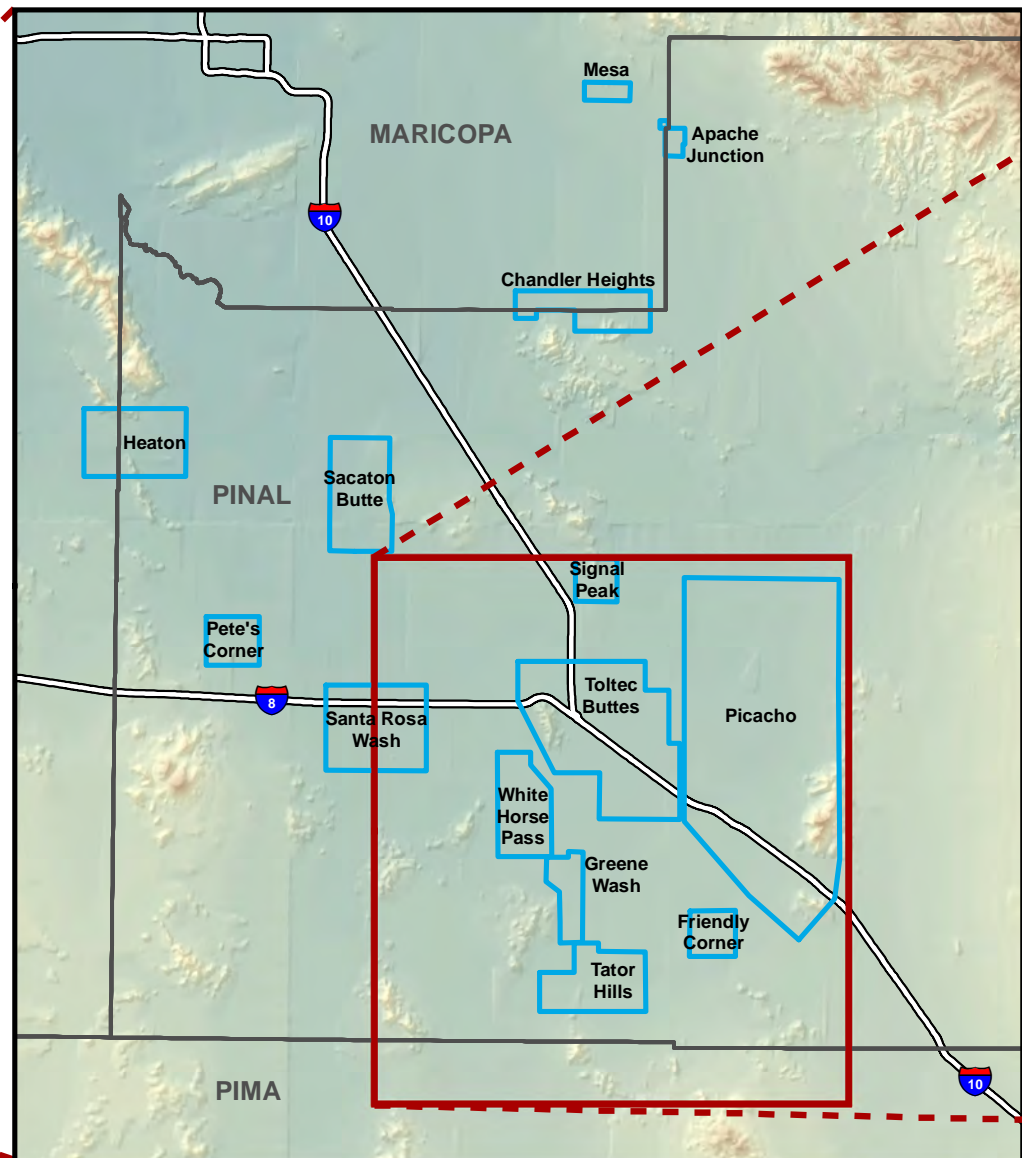 Mesa
MARICOPA
Apache
Junction
10
Chandler Heights
Heaton
Sacaton
Butte
PINAL
Signal
Peak
Pete's
Corner
Toltec
Buttes
8
Santa Rosa
Wash
Picacho
White
Horse
Pass
Greene
Wash
Friendly
Corner
Tator
Hills
PIMA
10